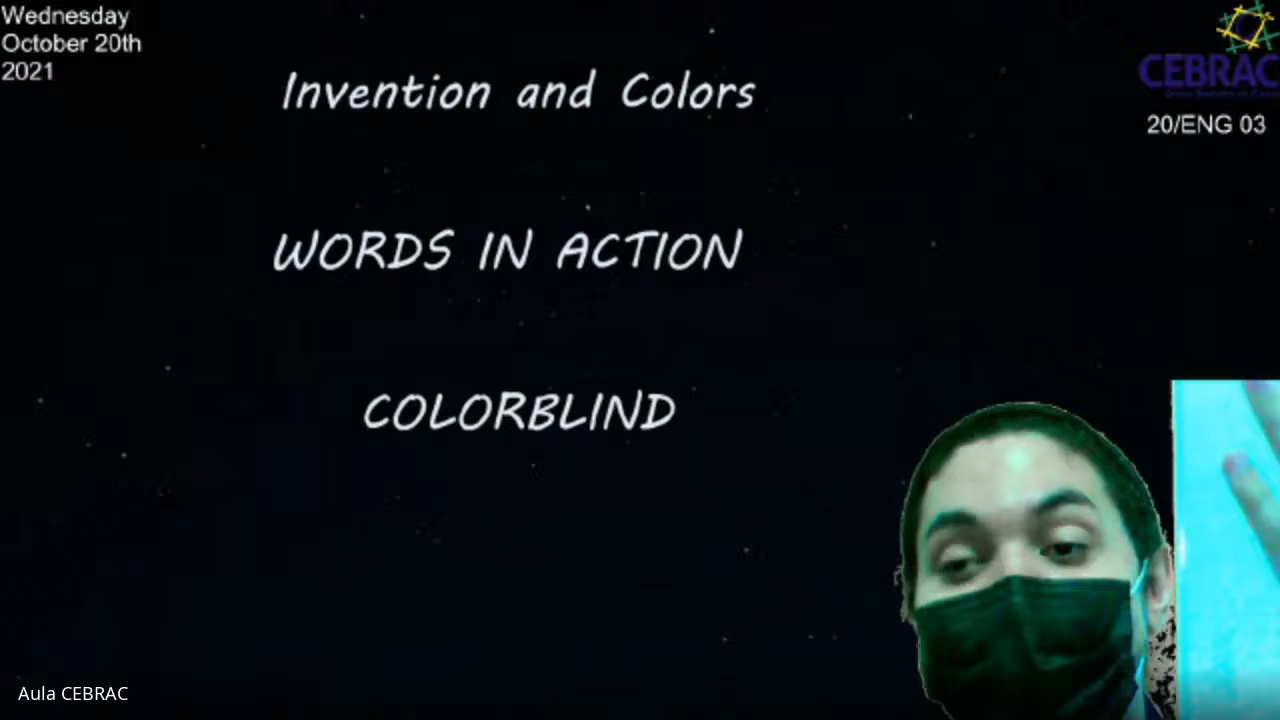 Wednesday
October 20th
2021
CEBRAC
20/ENG 03
Invention and Colors
WORDS IN ACTION
COLORBLIND
Aula CEBRAC